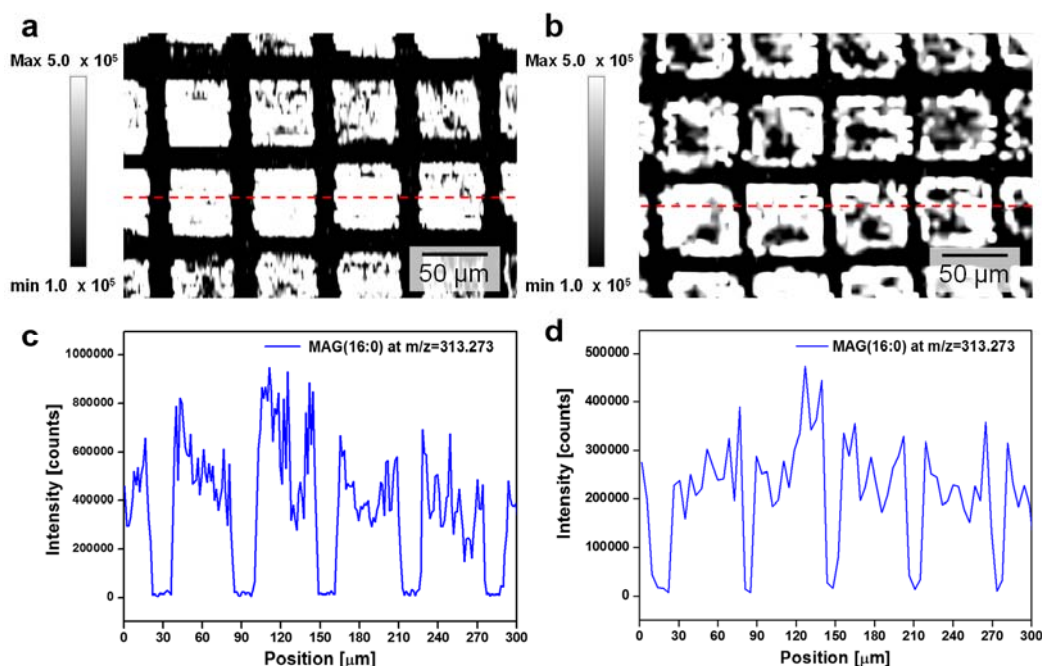 a
Max 5.0 x 10⁵
min 1.0 x 10⁵
50 μm
b
Max 5.0 x 10⁵
min 1.0 x 10⁵
50 μm
c
MAG(16:0) at m/z=313.273
Intensity [counts]
1000000
800000
600000
400000
200000
0
0 30 60 90 120 150 180 210 240 270 300
Position [μm]
d
MAG(16:0) at m/z=313.273
Intensity [counts]
500000
400000
300000
200000
100000
0
0 30 60 90 120 150 180 210 240 270 300
Position [μm]